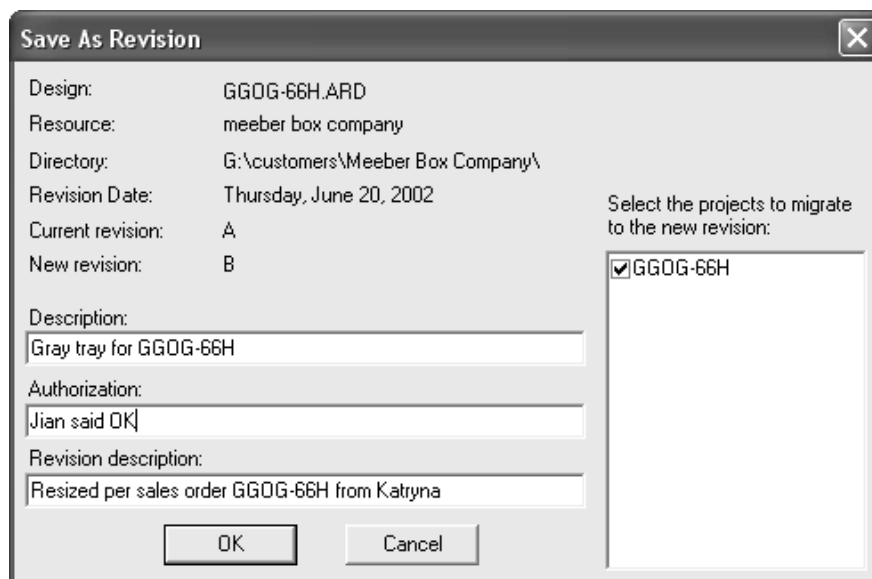 Save As Revision
Design: GGOG-66H.ARD
Resource: meeber box company
Directory: G:\customers\Meeber Box Company\
Revision Date: Thursday, June 20, 2002
Current revision: A
New revision: B
Description:
Gray tray for GGOG-66H
Authorization:
Jian said OK
Revision description:
Resized per sales order GGOG-66H from Katryna
OK Cancel
Select the projects to migrate
to the new revision:
GGOG-66H